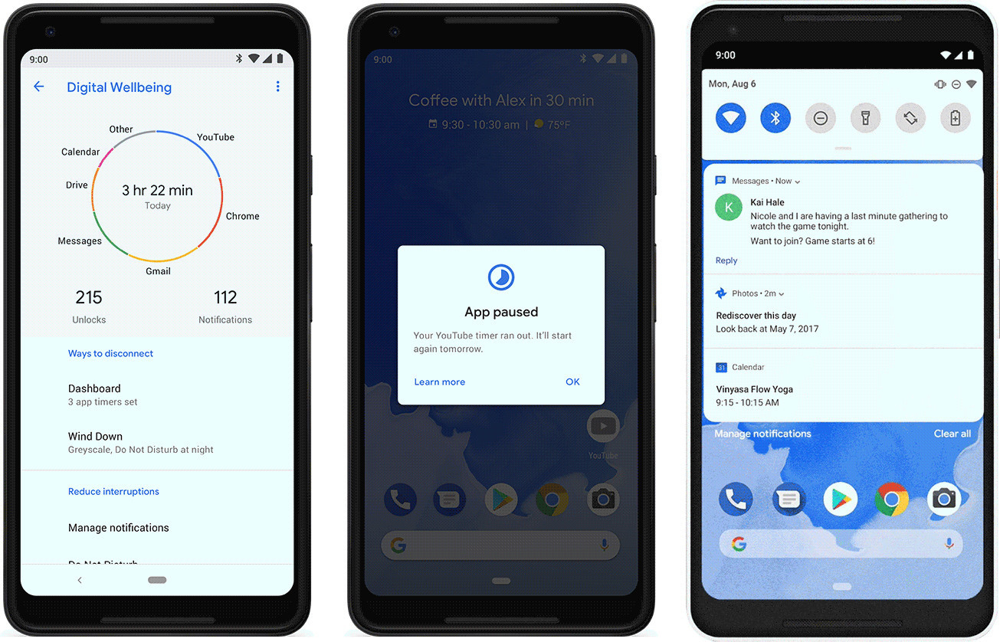 9:00
Digital Wellbeing
Other
YouTube
Calendar
Drive
3 hr 22 min
Today
Chrome
Messages
Gmail
215
112
Unlocks
Notifications
Ways to disconnect
Dashboard
3 app timers set
Wind Down
Greyscale, Do Not Disturb at night
Reduce interruptions
Manage notifications
Do Not Disturb
9:00
Coffee with Alex in 30 min
9:30 - 10:30 am | 75°F
App paused
Your YouTube timer ran out. It'll start
again tomorrow.
Learn more
OK
YouTube
G
9:00
Mon, Aug 6
Messages • Now
K
Kai Hale
Nicole and I are having a last minute gathering to
watch the game tonight.
Want to join? Game starts at 6!
Reply
Photos • 2m
Rediscover this day
Look back at May 7, 2017
31 Calendar
Vinyasa Flow Yoga
9:15 - 10:15 AM
Manage notifications
Clear all
G